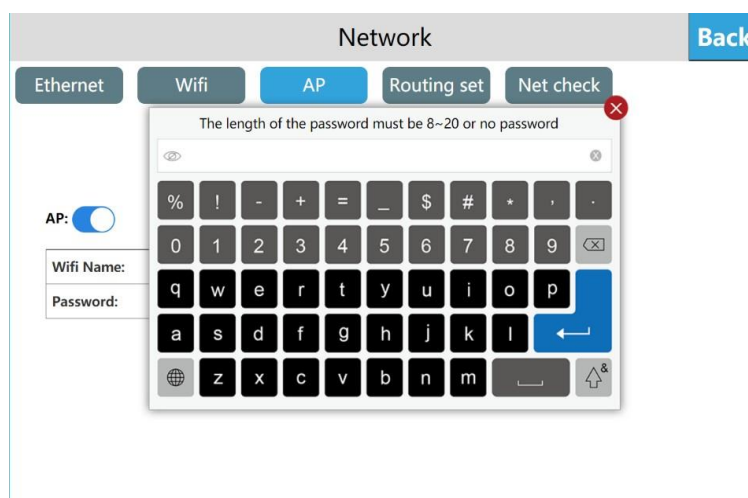 Network
Back
Ethernet Wifi AP Routing set Net check
The length of the password must be 8~20 or no password
% ! - + = _ $ # * , .
AP:
0 1 2 3 4 5 6 7 8 9
Wifi Name:
q w e r t y u i o p
Password:
a s d f g h j k l
z x c v b n m &